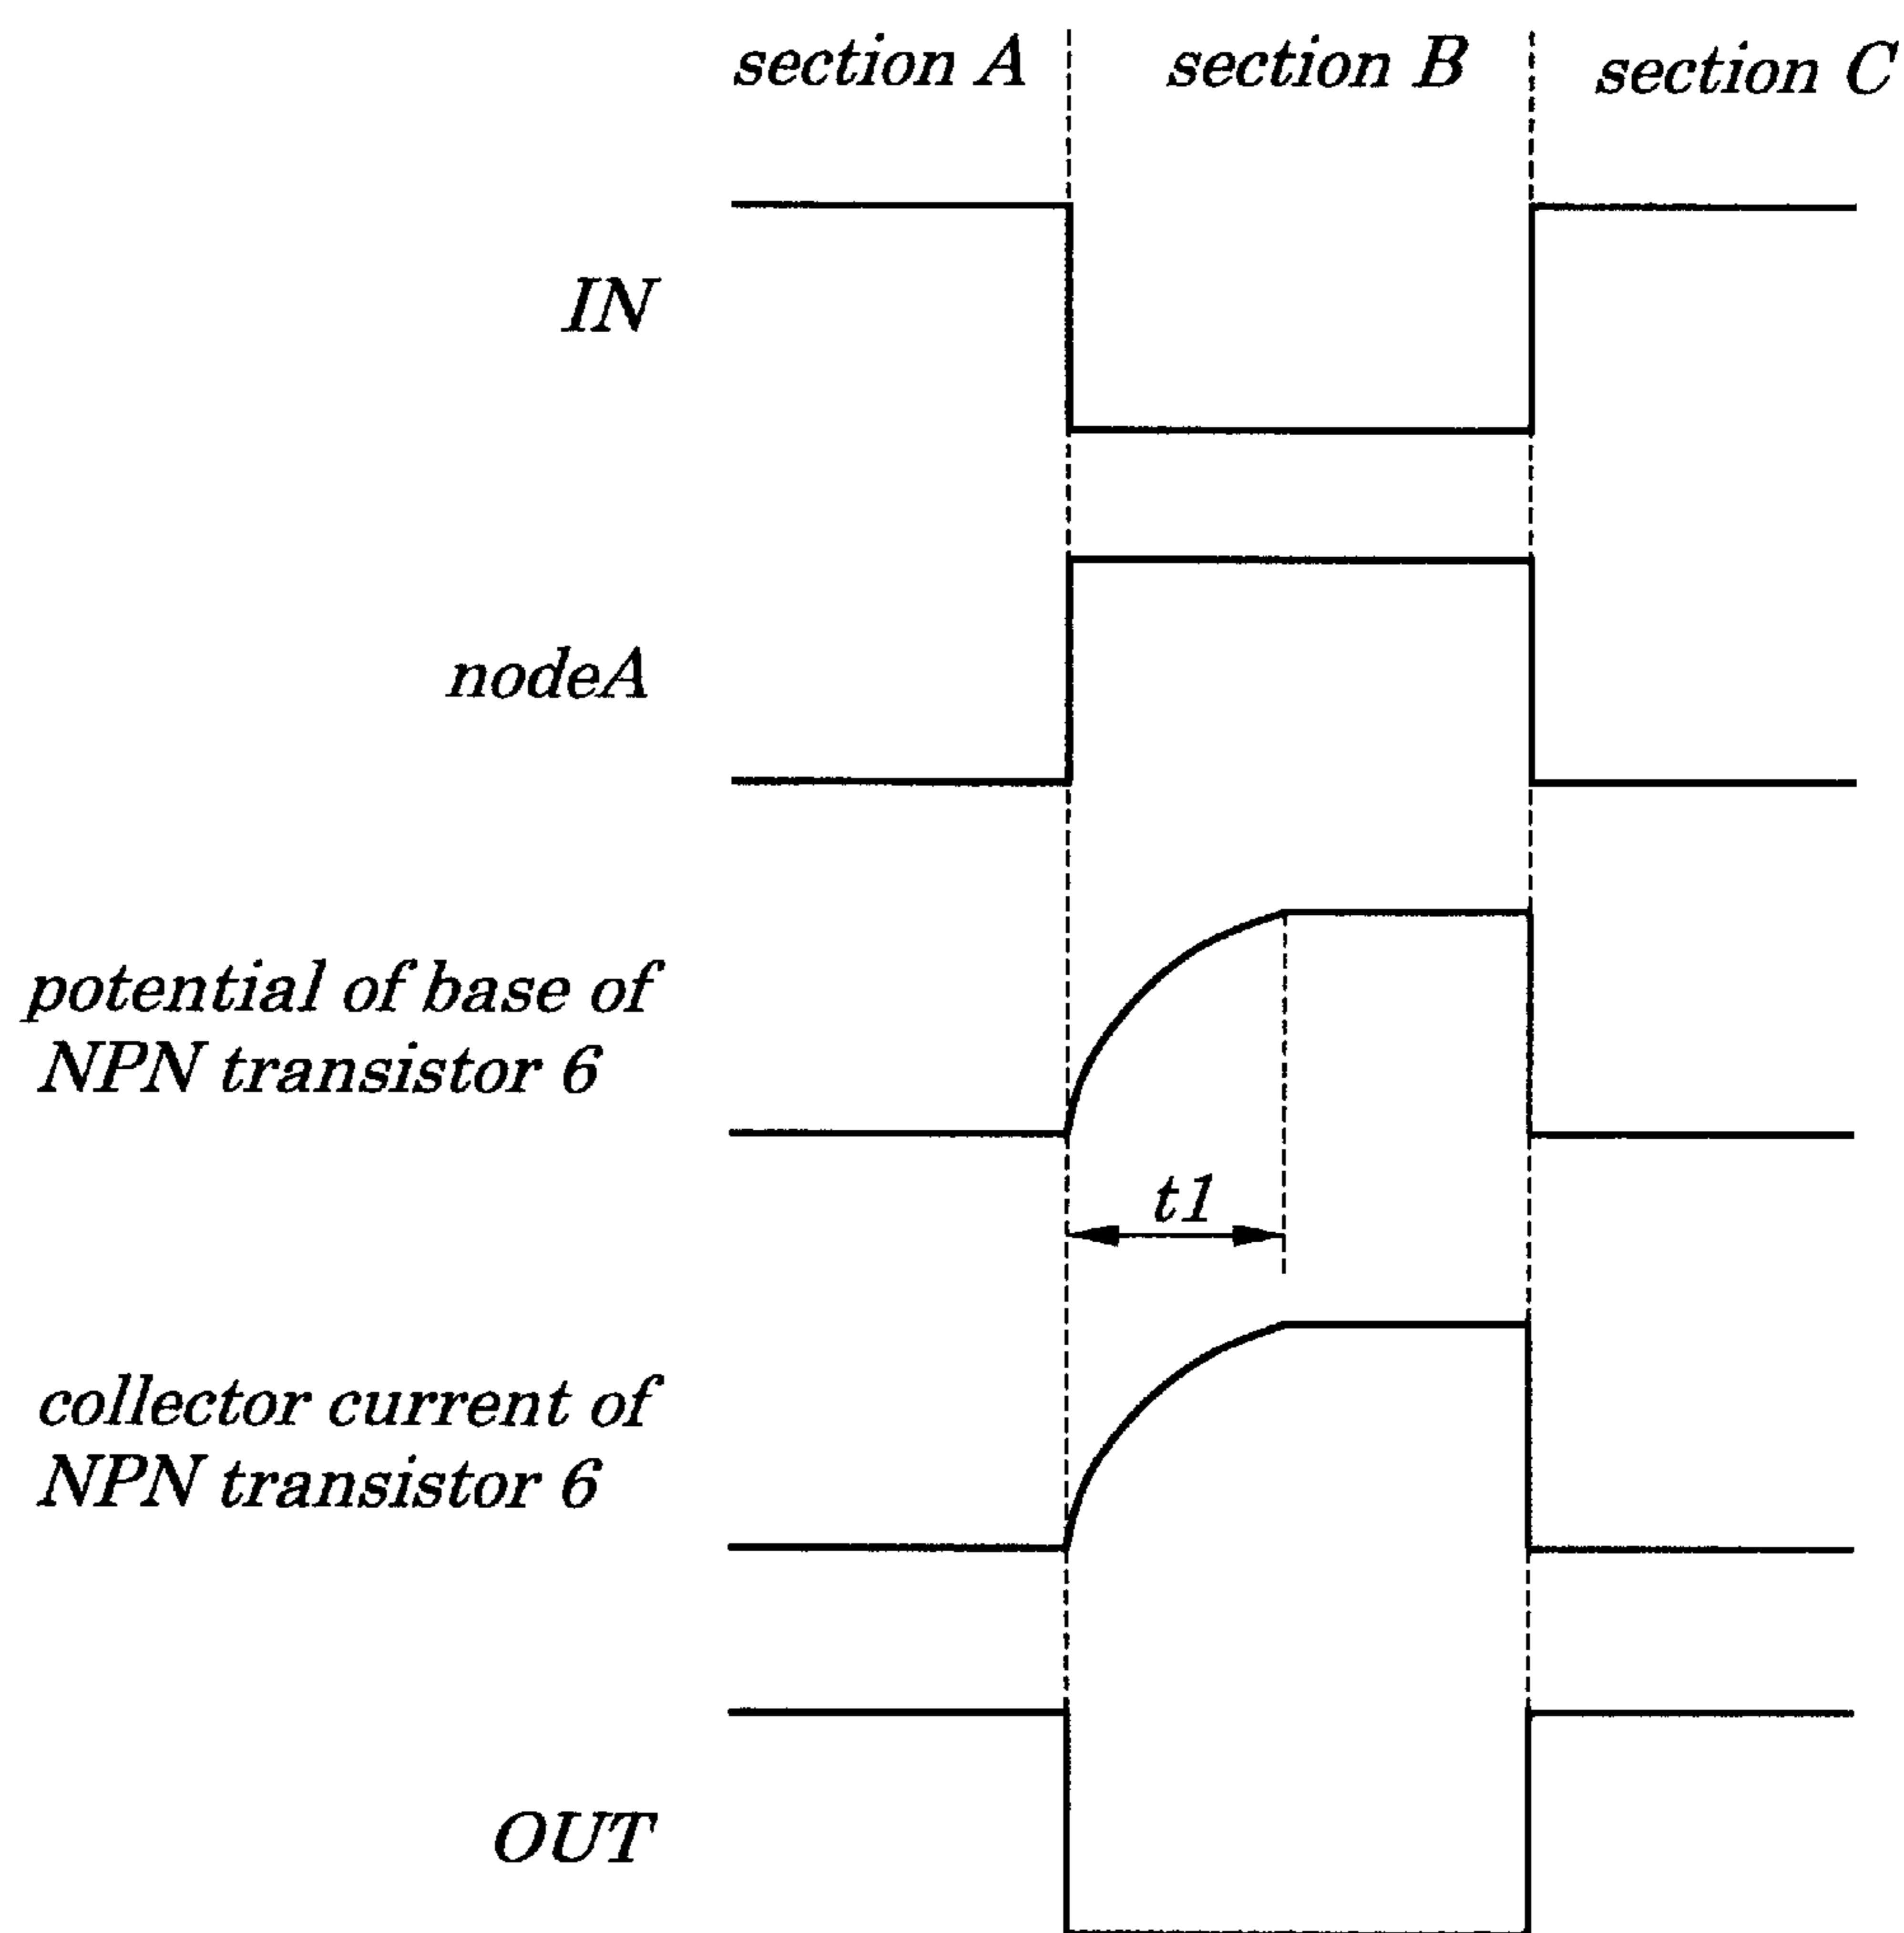 section A
section B
section C
IN
nodeA
potential of base of
NPN transistor 6
t1
collector current of
NPN transistor 6
OUT